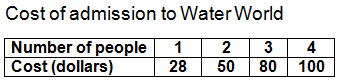 Cost of admission to Water World
Number of people 1 2 3 4
Cost (dollars) 28 50 80 100